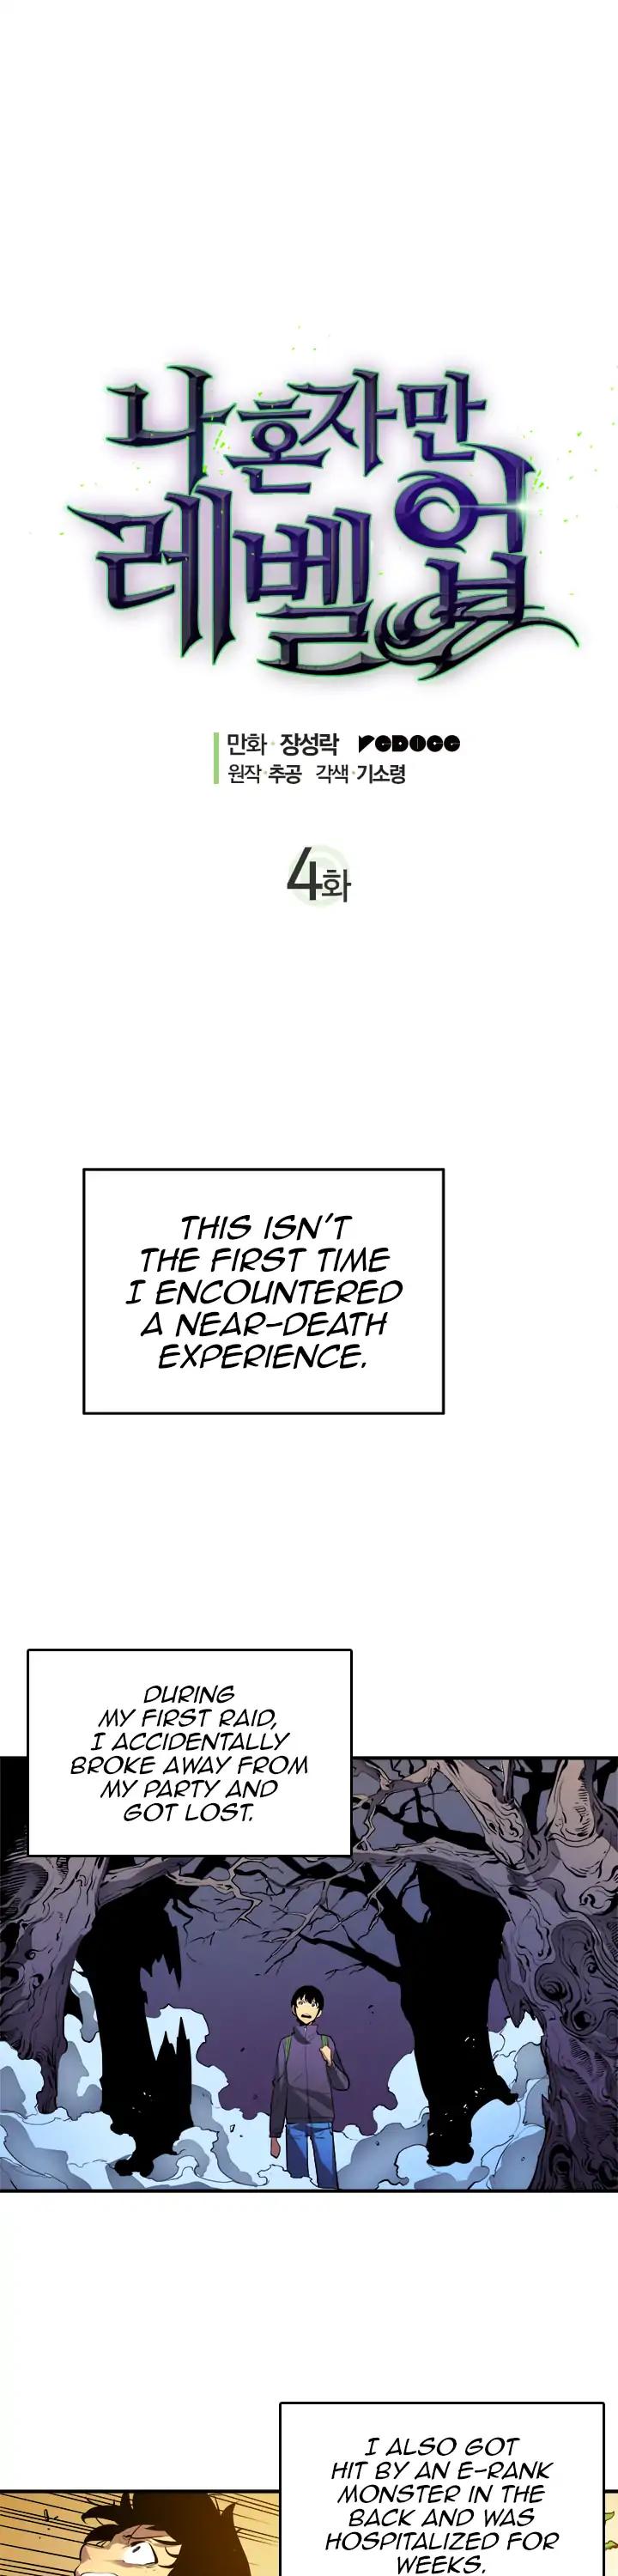 나 혼자만
레벨업
만화·장성락 REDICE
원작·추공 각색·기소령
4화
THIS ISN'T
THE FIRST TIME
I ENCOUNTERED
A NEAR-DEATH
EXPERIENCE.
DURING
MY FIRST RAID,
I ACCIDENTALLY
BROKE AWAY FROM
MY PARTY AND
GOT LOST.
I ALSO GOT
HIT BY AN E-RANK
MONSTER IN THE
BACK AND WAS
HOSPITALIZED FOR
WEEKS.